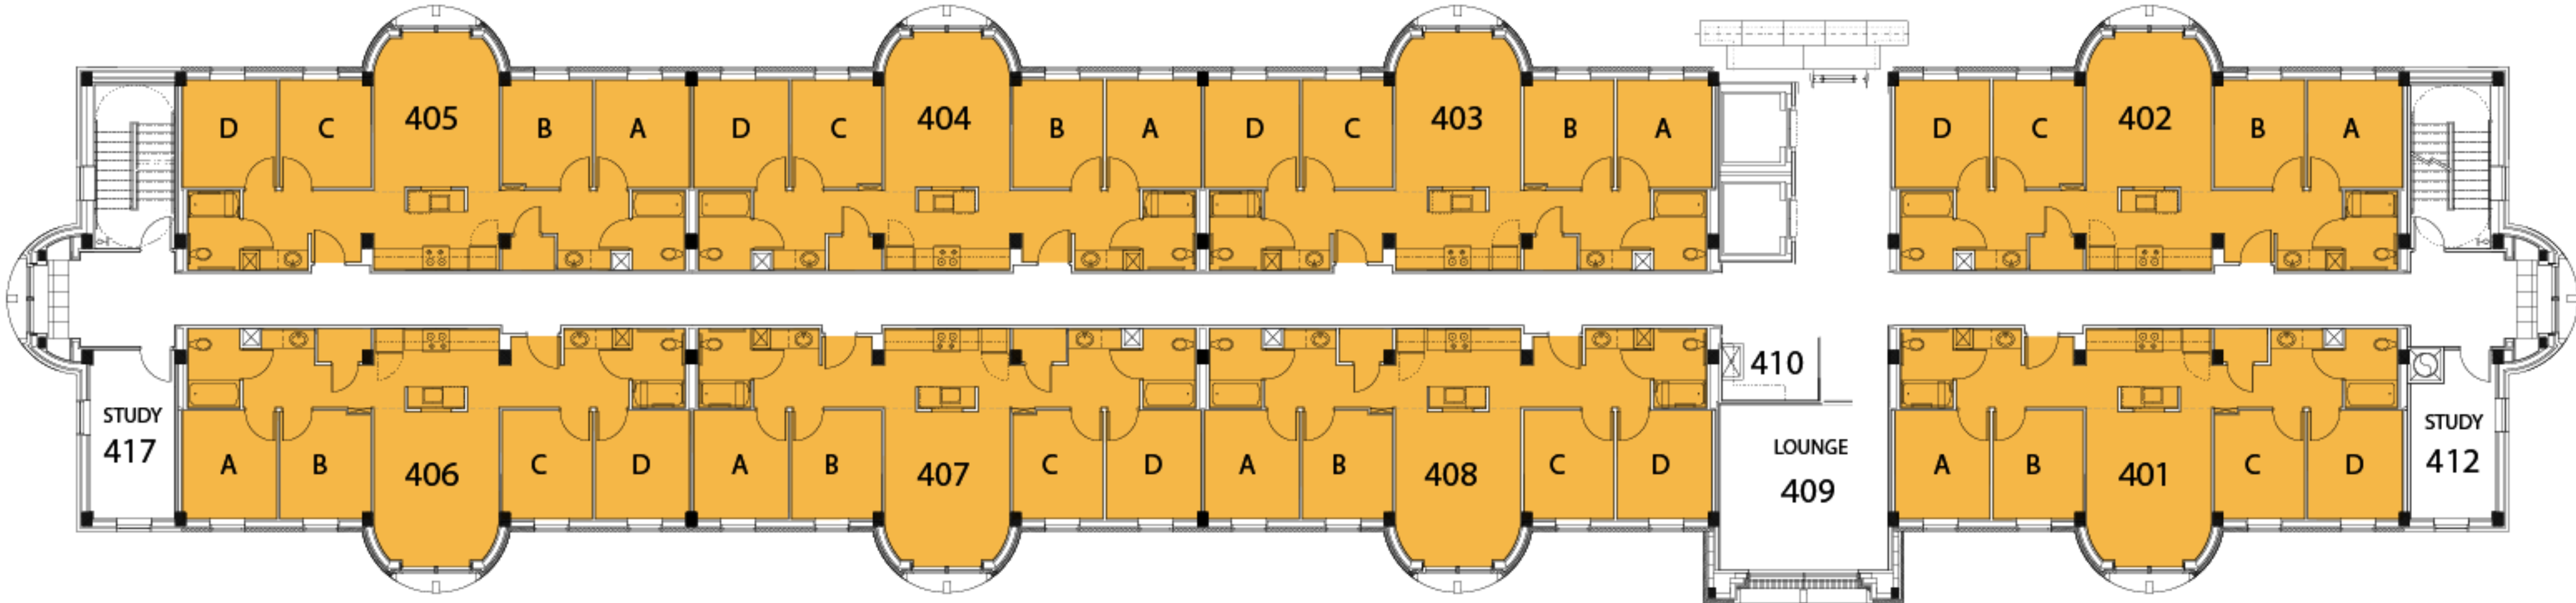 D C 405 B A D C 404 B A D C 403 B A D C 402 B A
410
STUDY
417
A B 406 C D A B 407 C D A B 408 C D
LOUNGE
409
A B 401 C D
STUDY
412